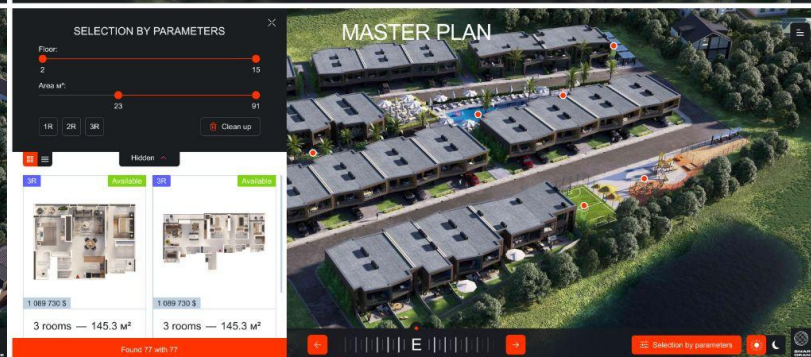 SELECTION BY PARAMETERS
Floor:
2 15
Area м²:
23 91
1R 2R 3R Clean up
Hidden
3R Available 3R Available
1 089 730 $ 1 089 730 $
3 rooms — 145.3 м² 3 rooms — 145.3 м²
Found 77 with 77
MASTER PLAN
E
Selection by parameters